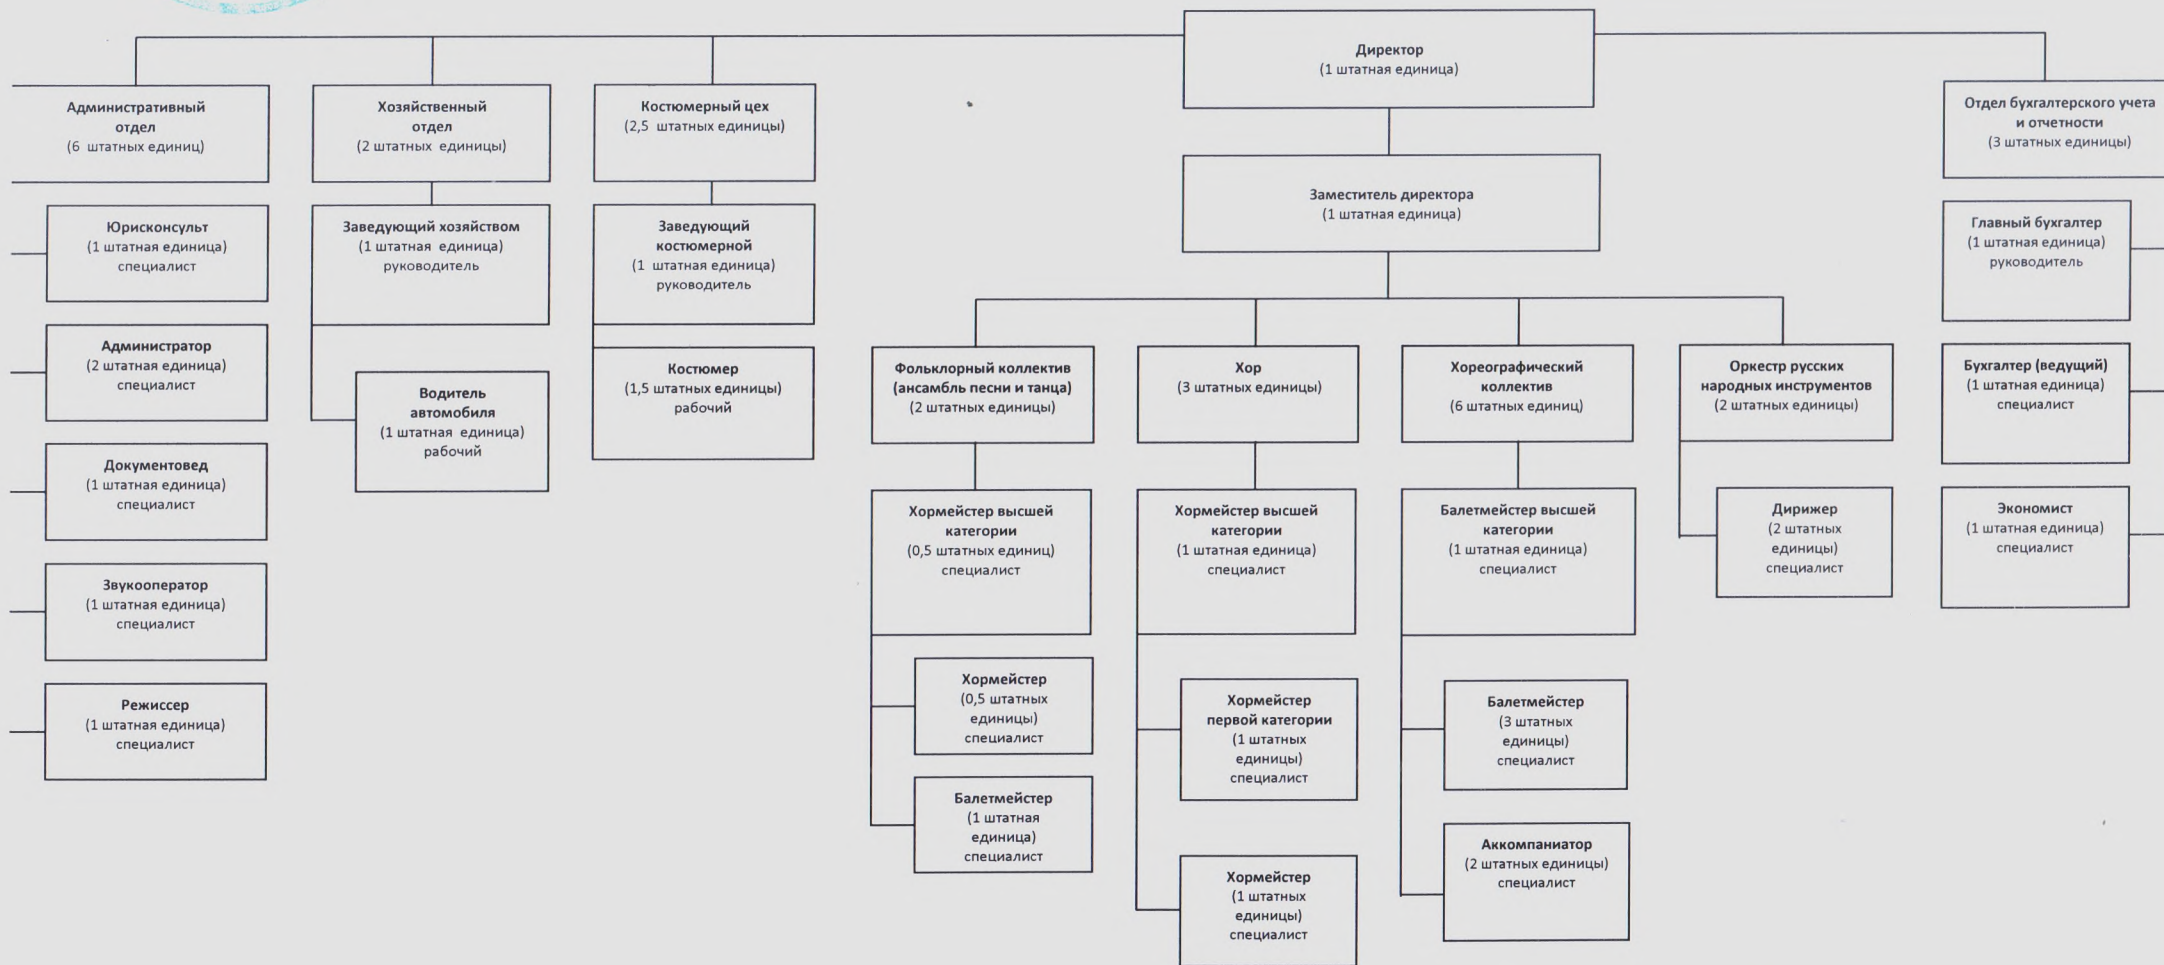 Директор
(1 штатная единица)
Административный
отдел
(6 штатных единиц)
Хозяйственный
отдел
(2 штатных единицы)
Костюмерный цех
(2,5 штатных единицы)
Отдел бухгалтерского учета
и отчетности
(3 штатных единицы)
Заместитель директора
(1 штатная единица)
Юрисконсульт
(1 штатная единица)
специалист
Администратор
(2 штатная единица)
специалист
Документовед
(1 штатная единица)
специалист
Звукооператор
(1 штатная единица)
специалист
Режиссер
(1 штатная единица)
специалист
Заведующий хозяйством
(1 штатная единица)
руководитель
Водитель
автомобиля
(1 штатная единица)
рабочий
Заведующий
костюмерной
(1 штатная единица)
руководитель
Костюмер
(1,5 штатных единицы)
рабочий
Фольклорный коллектив
(ансамбль песни и танца)
(2 штатных единицы)
Хормейстер высшей
категории
(0,5 штатных единиц)
специалист
Хормейстер
(0,5 штатных
единицы)
специалист
Балетмейстер
(1 штатная
единица)
специалист
Хор
(3 штатных единицы)
Хормейстер высшей
категории
(1 штатная единица)
специалист
Хормейстер
первой категории
(1 штатных
единицы)
специалист
Хормейстер
(1 штатных
единицы)
специалист
Хореографический
коллектив
(6 штатных единиц)
Балетмейстер высшей
категории
(1 штатная единица)
специалист
Балетмейстер
(3 штатных
единицы)
специалист
Аккомпаниатор
(2 штатных единицы)
специалист
Оркестр русских
народных инструментов
(2 штатных единицы)
Дирижер
(2 штатных
единицы)
специалист
Главный бухгалтер
(1 штатная единица)
руководитель
Бухгалтер (ведущий)
(1 штатная единица)
специалист
Экономист
(1 штатная единица)
специалист